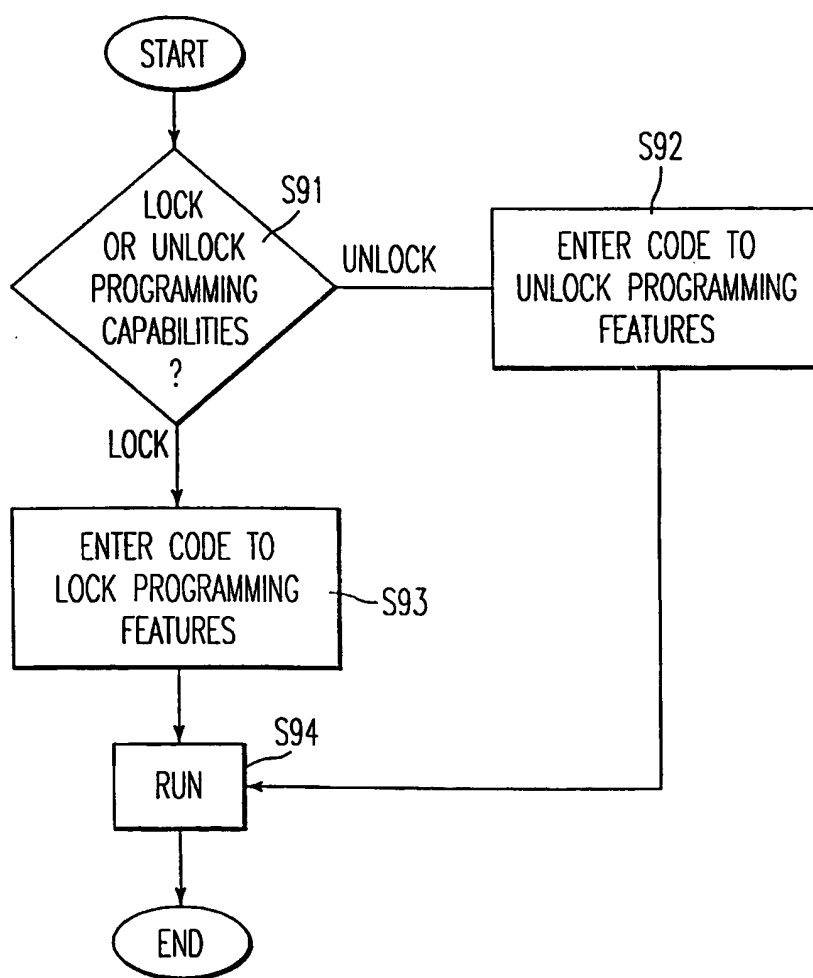 START
LOCK
OR UNLOCK
PROGRAMMING
CAPABILITIES
?
S91
UNLOCK
S92
ENTER CODE TO
UNLOCK PROGRAMMING
FEATURES
LOCK
ENTER CODE TO
LOCK PROGRAMMING
FEATURES
S93
S94
RUN
END